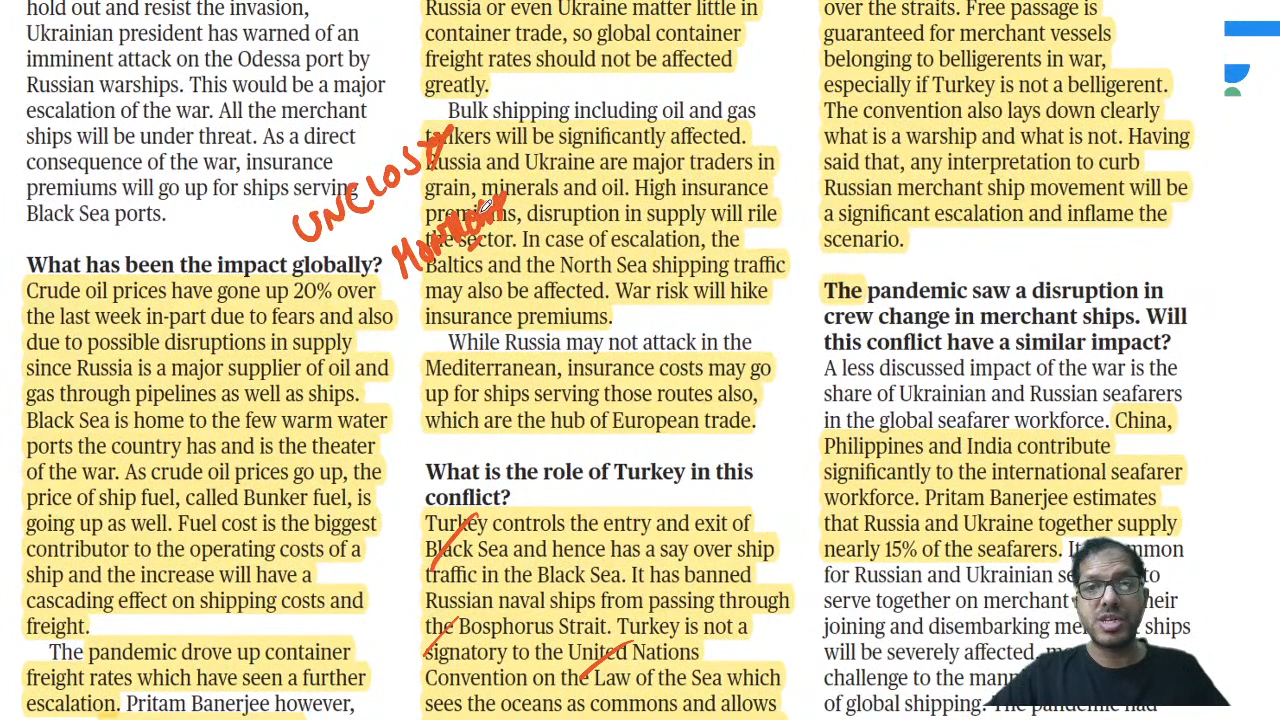 hold out and resist the invasion,
Ukrainian president has warned of an
imminent attack on the Odessa port by
Russian warships. This would be a major
escalation of the war. All the merchant
ships will be under threat. As a direct
consequence of the war, insurance
premiums will go up for ships serving
Black Sea ports.
What has been the impact globally?
Crude oil prices have gone up 20% over
the last week in-part due to fears and also
due to possible disruptions in supply
since Russia is a major supplier of oil and
gas through pipelines as well as ships.
Black Sea is home to the few warm water
ports the country has and is the theater
of the war. As crude oil prices go up, the
price of ship fuel, called Bunker fuel, is
going up as well. Fuel cost is the biggest
contributor to the operating costs of a
ship and the increase will have a
cascading effect on shipping costs and
freight.
The pandemic drove up container
freight rates which have seen a further
escalation. Pritam Banerjee however,
Russia or even Ukraine matter little in
container trade, so global container
freight rates should not be affected
greatly.
Bulk shipping including oil and gas
tankers will be significantly affected.
Russia and Ukraine are major traders in
grain, minerals and oil. High insurance
premiums, disruption in supply will rile
the sector. In case of escalation, the
Baltics and the North Sea shipping traffic
may also be affected. War risk will hike
insurance premiums.
While Russia may not attack in the
Mediterranean, insurance costs may go
up for ships serving those routes also,
which are the hub of European trade.
What is the role of Turkey in this
conflict?
Turkey controls the entry and exit of
Black Sea and hence has a say over ship
traffic in the Black Sea. It has banned
Russian naval ships from passing through
the Bosphorus Strait. Turkey is not a
signatory to the United Nations
Convention on the Law of the Sea which
sees the oceans as commons and allows
over the straits. Free passage is
guaranteed for merchant vessels
belonging to belligerents in war,
especially if Turkey is not a belligerent.
The convention also lays down clearly
what is a warship and what is not. Having
said that, any interpretation to curb
Russian merchant ship movement will be
a significant escalation and inflame the
scenario.
The pandemic saw a disruption in
crew change in merchant ships. Will
this conflict have a similar impact?
A less discussed impact of the war is the
share of Ukrainian and Russian seafarers
in the global seafarer workforce. China,
Philippines and India contribute
significantly to the international seafarer
workforce. Pritam Banerjee estimates
that Russia and Ukraine together supply
nearly 15% of the seafarers.
for Russian and Ukrainian to
serve together on merchant
joining and disembarking ships
will be severely affected,
challenge to the
of global shipping. The pandemic had
UNCLOS